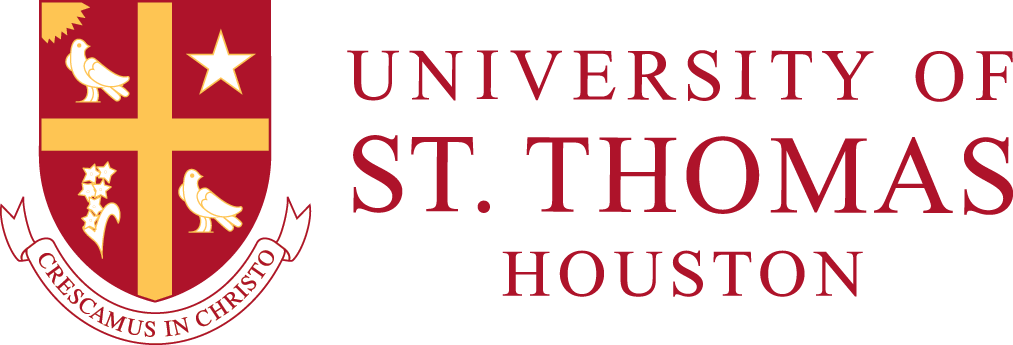 UNIVERSITY OF
ST. THOMAS
HOUSTON
CRESCAMUS IN CHRISTO